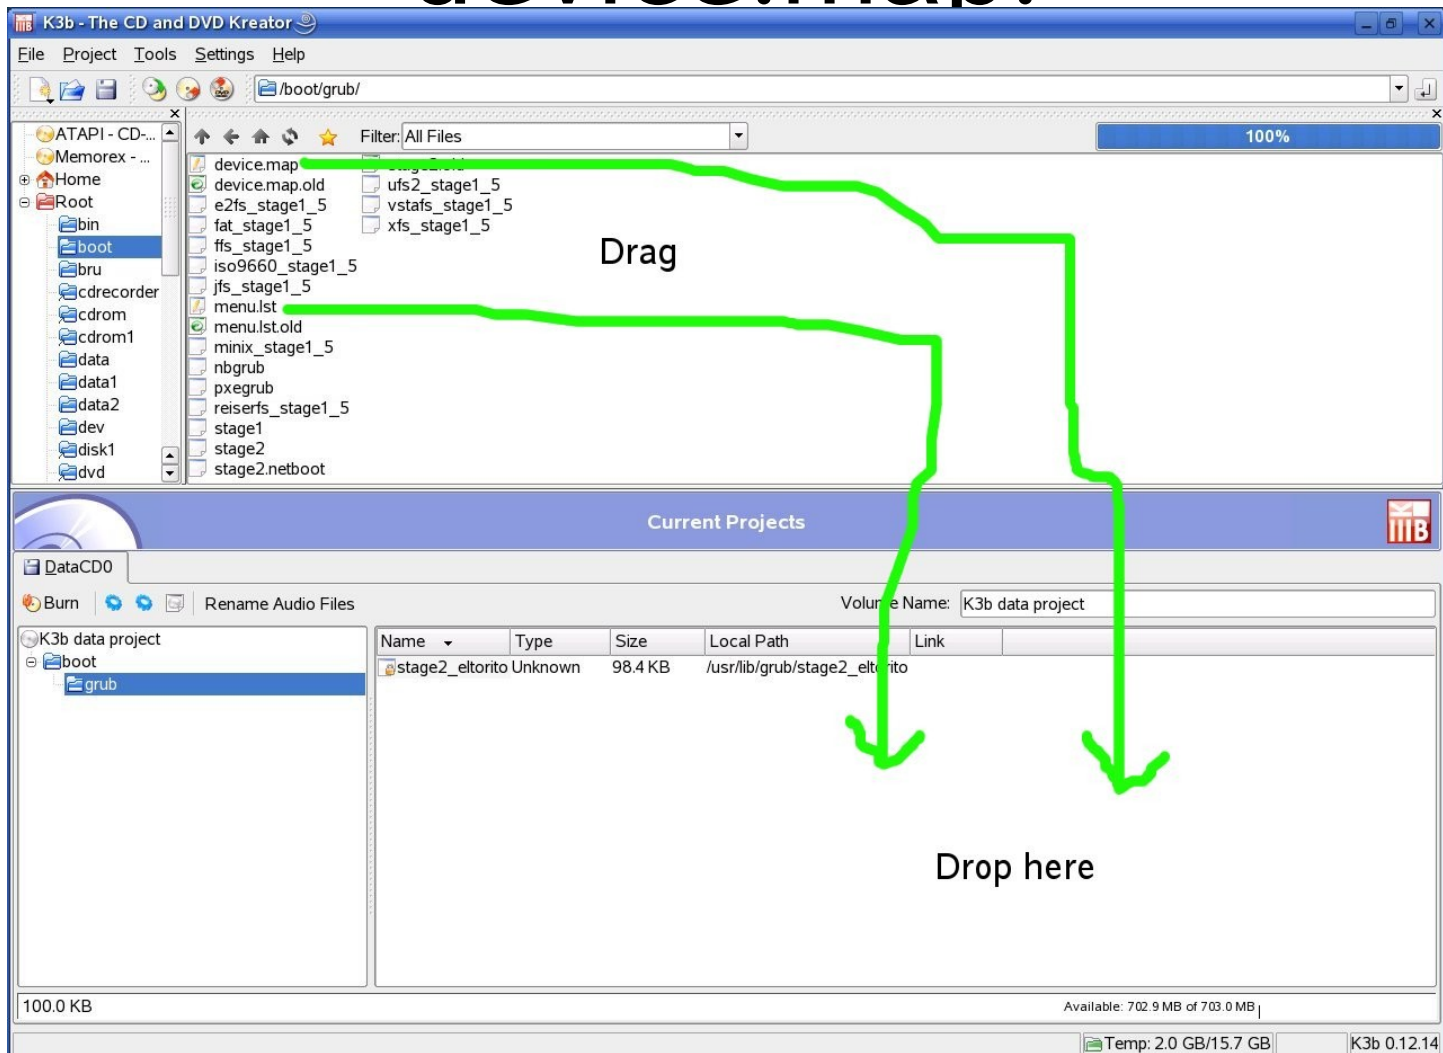 device.map.
K3b - The CD and DVD Kreator
File Project Tools Settings Help
/boot/grub/
Filter: All Files
100%
ATAPI - CD-...
Memorex - ...
Home
Root
bin
boot
bru
cdrecorder
cdrom
cdrom1
data
data1
data2
dev
disk1
dvd
device.map
device.map.old
e2fs_stage1_5
fat_stage1_5
ffs_stage1_5
iso9660_stage1_5
jfs_stage1_5
menu.lst
menu.lst.old
minix_stage1_5
nbgrub
pxegrub
reiserfs_stage1_5
stage1
stage2
stage2.netboot
ufs2_stage1_5
vstafs_stage1_5
xfs_stage1_5
Drag
Current Projects
DataCD0
Burn Rename Audio Files Volume Name: K3b data project
K3b data project
boot
grub
Name Type Size Local Path Link
stage2_eltorito Unknown 98.4 KB /usr/lib/grub/stage2_eltorito
Drop here
100.0 KB Available: 702.9 MB of 703.0 MB
Temp: 2.0 GB/15.7 GB K3b 0.12.14